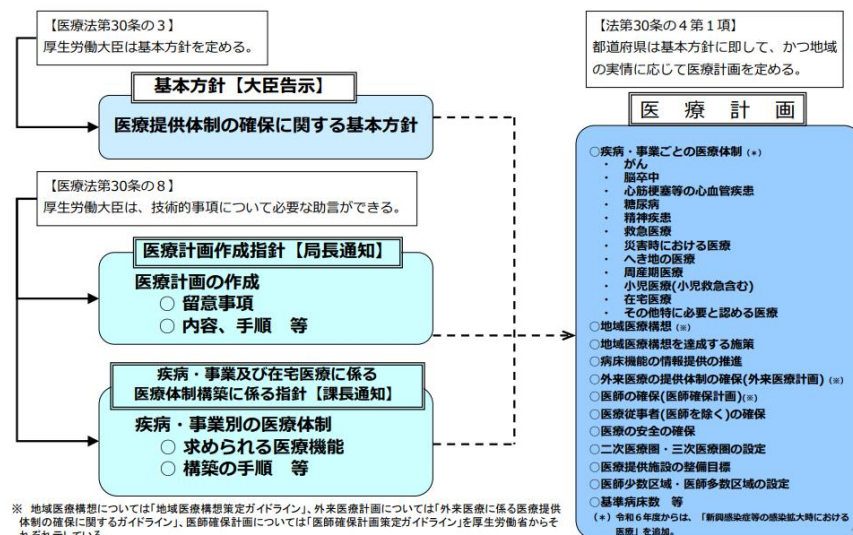 【医療法第30条の3】
厚生労働大臣は基本方針を定める。
基本方針【大臣告示】
医療提供体制の確保に関する基本方針
【医療法第30条の8】
厚生労働大臣は、技術的事項について必要な助言ができる。
医療計画作成指針【局長通知】
医療計画の作成
○ 留意事項
○ 内容、手順 等
疾病・事業及び在宅医療に係る
医療体制構築に係る指針【課長通知】
疾病・事業別の医療体制
○ 求められる医療機能
○ 構築の手順 等
※ 地域医療構想については「地域医療構想策定ガイドライン」、外来医療計画については「外来医療に係る医療提供
体制の確保に関するガイドライン」、医師確保計画については「医師確保計画策定ガイドライン」を厚生労働省からそ
れぞれ示している。
【法第30条の4第1項】
都道府県は基本方針に即して、かつ地域
の実情に応じて医療計画を定める。
医 療 計 画
○疾病・事業ごとの医療体制(*)
・ がん
・ 脳卒中
・ 心筋梗塞等の心血管疾患
・ 糖尿病
・ 精神疾患
・ 救急医療
・ 災害時における医療
・ へき地の医療
・ 周産期医療
・ 小児医療(小児救急含む)
・ 在宅医療
・ その他特に必要と認める医療
○地域医療構想(※)
○地域医療構想を達成する施策
○病床機能の情報提供の推進
○外来医療の提供体制の確保(外来医療計画)(※)
○医師の確保(医師確保計画)(※)
○医療従事者(医師を除く)の確保
○医療の安全の確保
○二次医療圏・三次医療圏の設定
○医療提供施設の整備目標
○医師少数区域・医師多数区域の設定
○基準病床数 等
(*)令和6年度からは、「新興感染症等の感染拡大時における
医療」を追加。